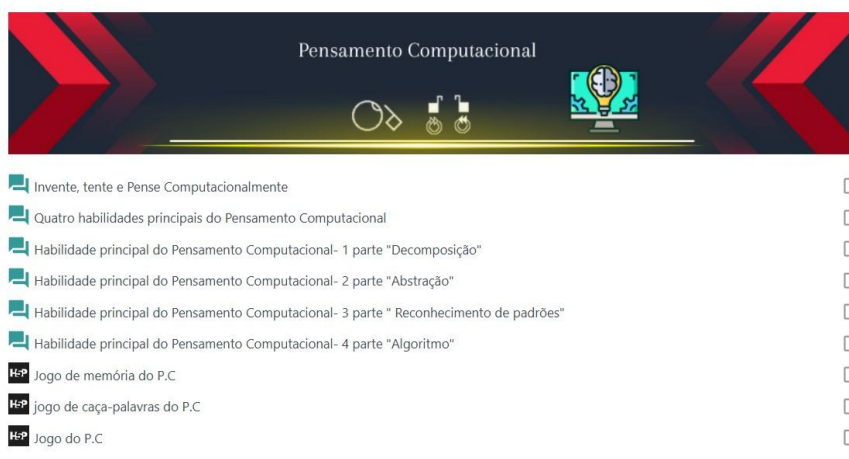 Pensamento Computacional
Invente, tente e Pense Computacionalmente
Quatro habilidades principais do Pensamento Computacional
Habilidade principal do Pensamento Computacional- 1 parte "Decomposição"
Habilidade principal do Pensamento Computacional- 2 parte "Abstração"
Habilidade principal do Pensamento Computacional- 3 parte " Reconhecimento de padrões"
Habilidade principal do Pensamento Computacional- 4 parte "Algoritmo"
H5P Jogo de memória do P.C
H5P jogo de caça-palavras do P.C
H5P Jogo do P.C